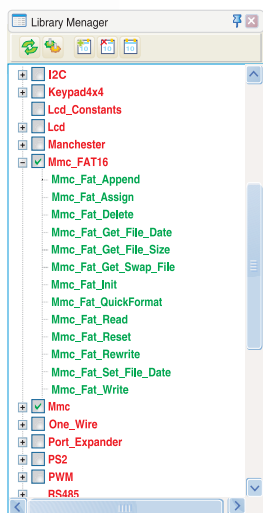 Library Menager
I2C
Keypad4x4
Lcd_Constants
Lcd
Manchester
Mmc_FAT16
Mmc_Fat_Append
Mmc_Fat_Assign
Mmc_Fat_Delete
Mmc_Fat_Get_File_Date
Mmc_Fat_Get_File_Size
Mmc_Fat_Get_Swap_File
Mmc_Fat_Init
Mmc_Fat_QuickFormat
Mmc_Fat_Read
Mmc_Fat_Reset
Mmc_Fat_Rewrite
Mmc_Fat_Set_File_Date
Mmc_Fat_Write
Mmc
One_Wire
Port_Expander
PS2
PWM
RS485